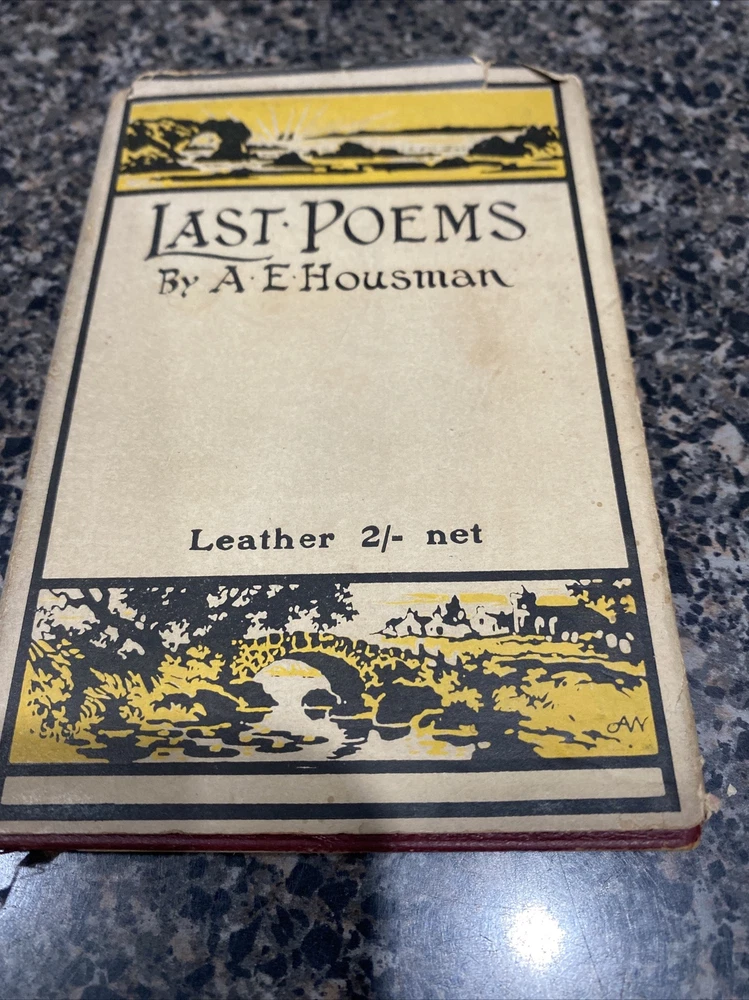 LAST · POEMS
By A · E · Housman
Leather 2/- net
AW